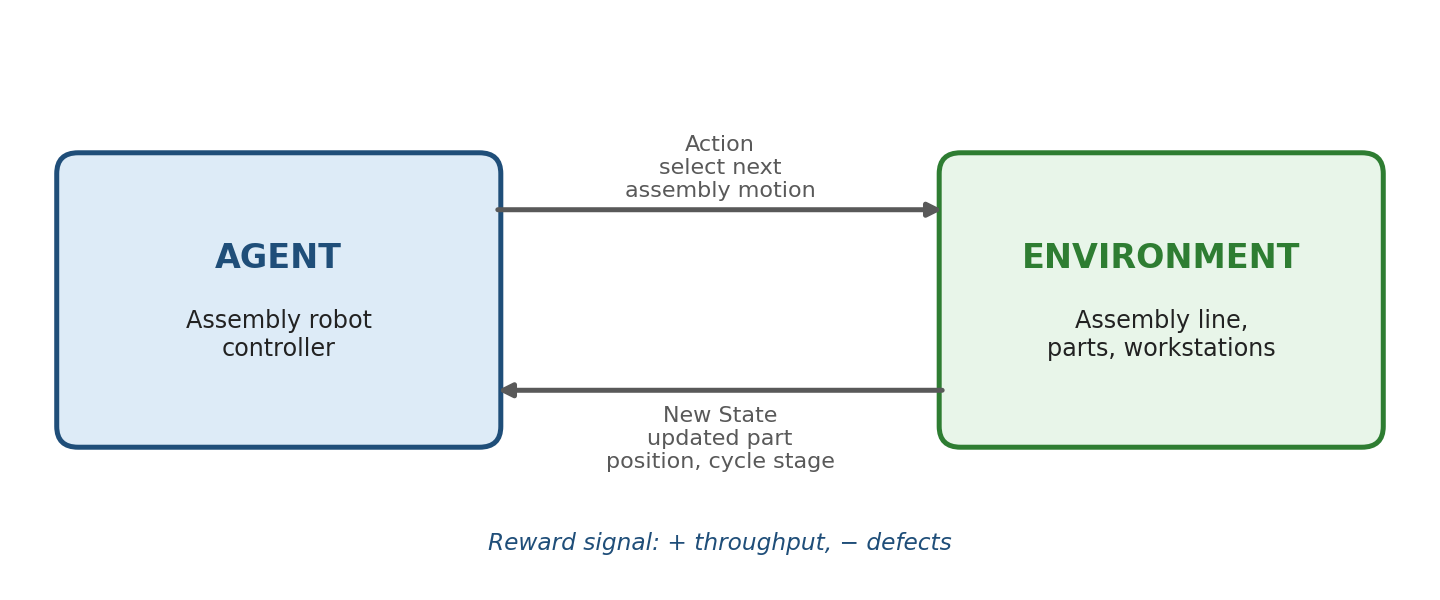 Action
select next
assembly motion
AGENT
Assembly robot
controller
ENVIRONMENT
Assembly line,
parts, workstations
New State
updated part
position, cycle stage
Reward signal: + throughput, − defects